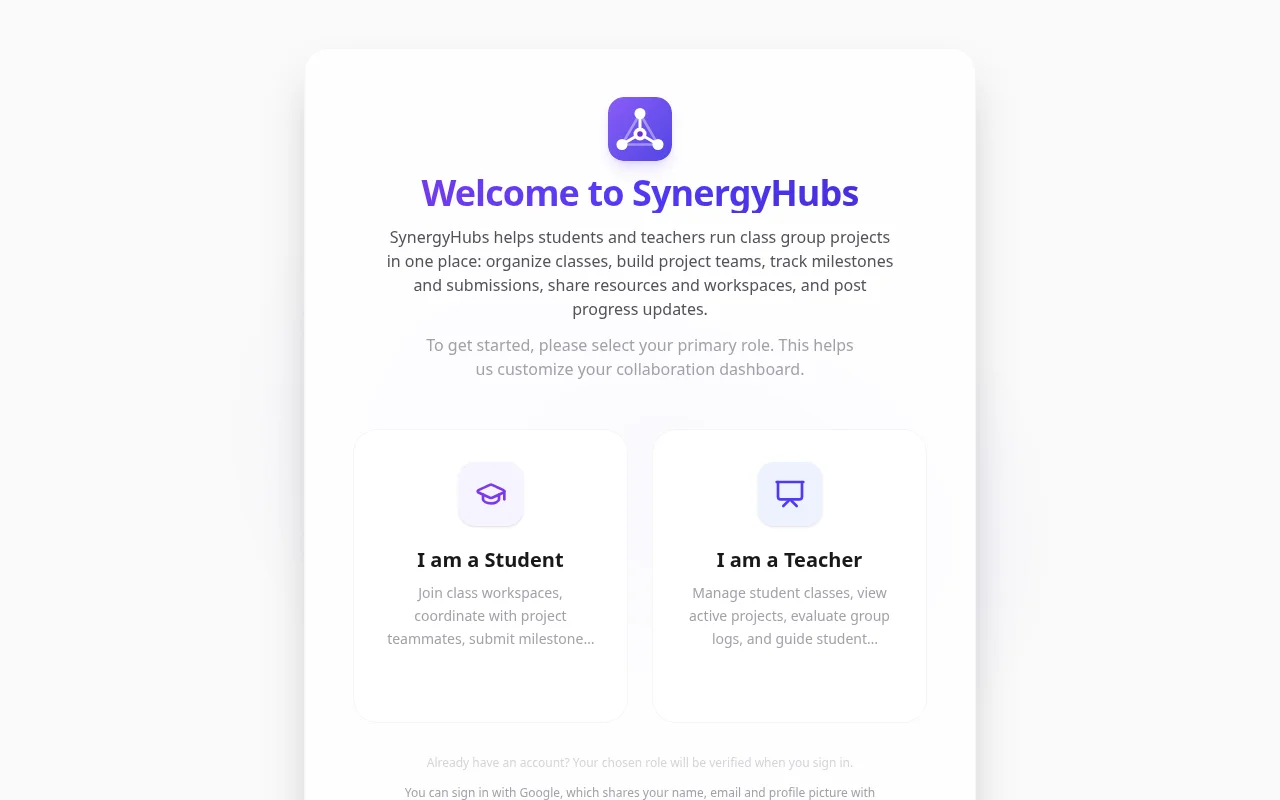 Welcome to SynergyHubs
SynergyHubs helps students and teachers run class group projects
in one place: organize classes, build project teams, track milestones
and submissions, share resources and workspaces, and post
progress updates.
To get started, please select your primary role. This helps
us customize your collaboration dashboard.
I am a Student
Join class workspaces,
coordinate with project
teammates, submit milestone...
I am a Teacher
Manage student classes, view
active projects, evaluate group
logs, and guide student...
Already have an account? Your chosen role will be verified when you sign in.
You can sign in with Google, which shares your name, email and profile picture with